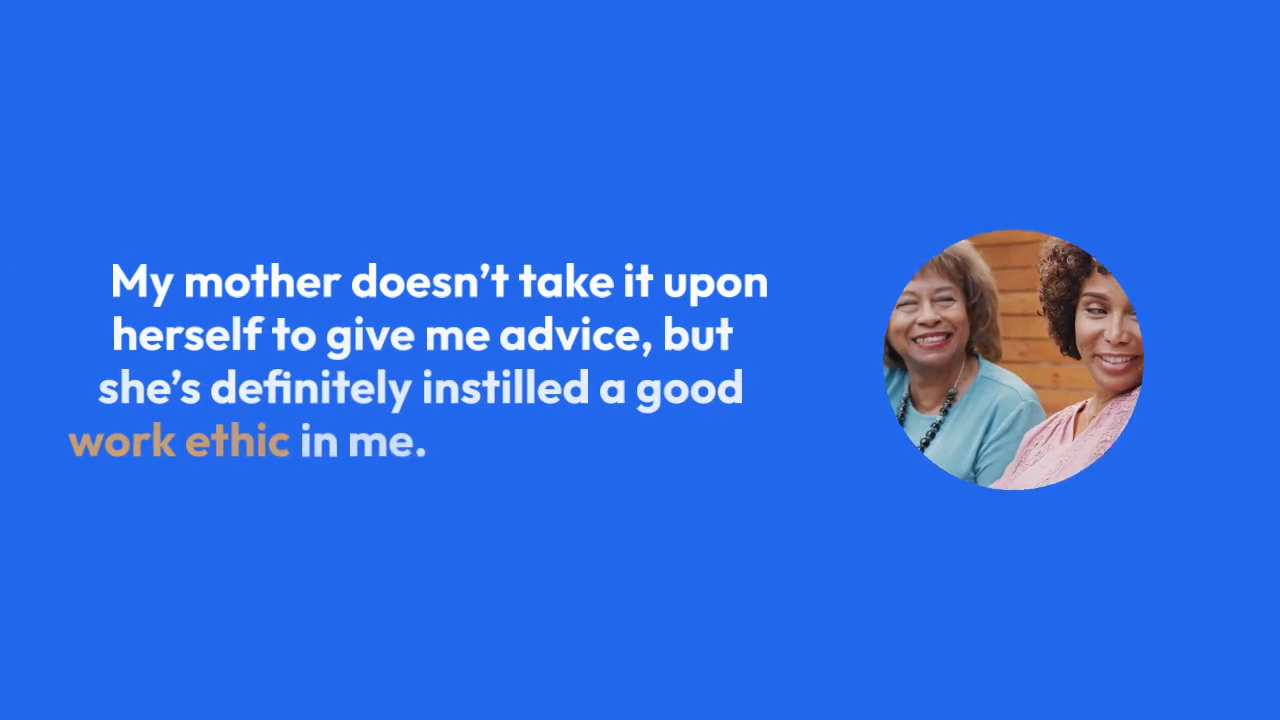 My mother doesn’t take it upon
herself to give me advice, but
she’s definitely instilled a good
work ethic in me.